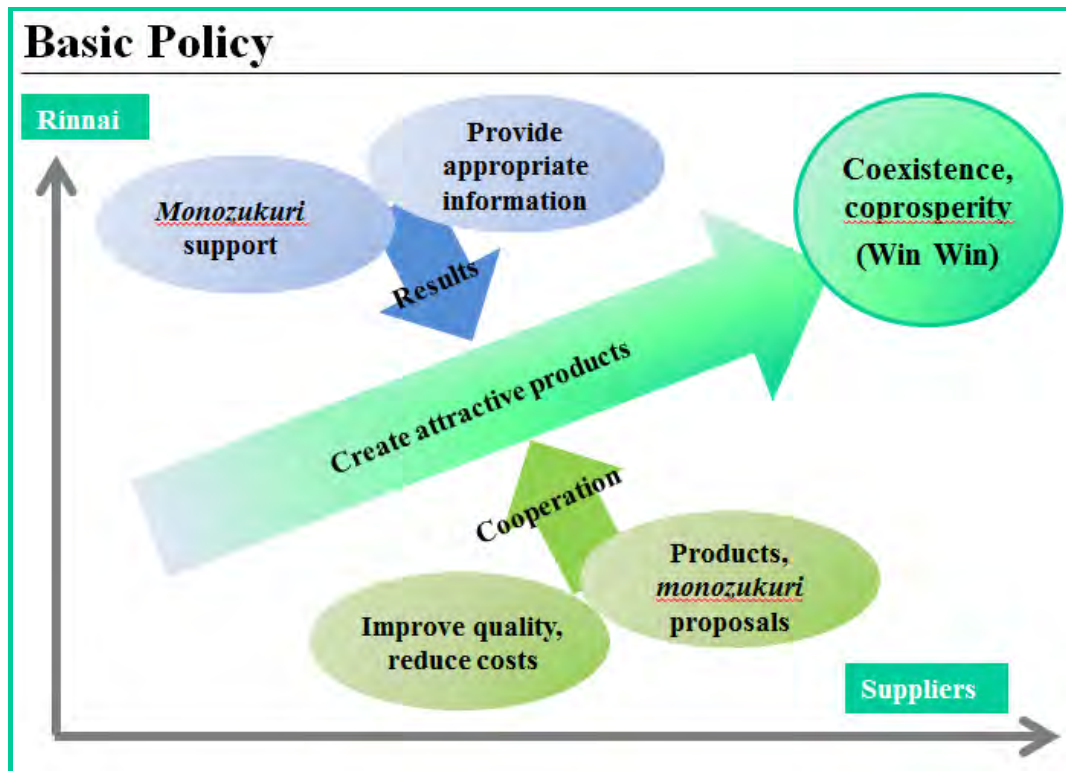 Basic Policy
Rinnai
Provide
appropriate
information
Monozukuri
support
Coexistence,
coprosperity
(Win Win)
Results
Create attractive products
Cooperation
Products,
monozukuri
proposals
Improve quality,
reduce costs
Suppliers